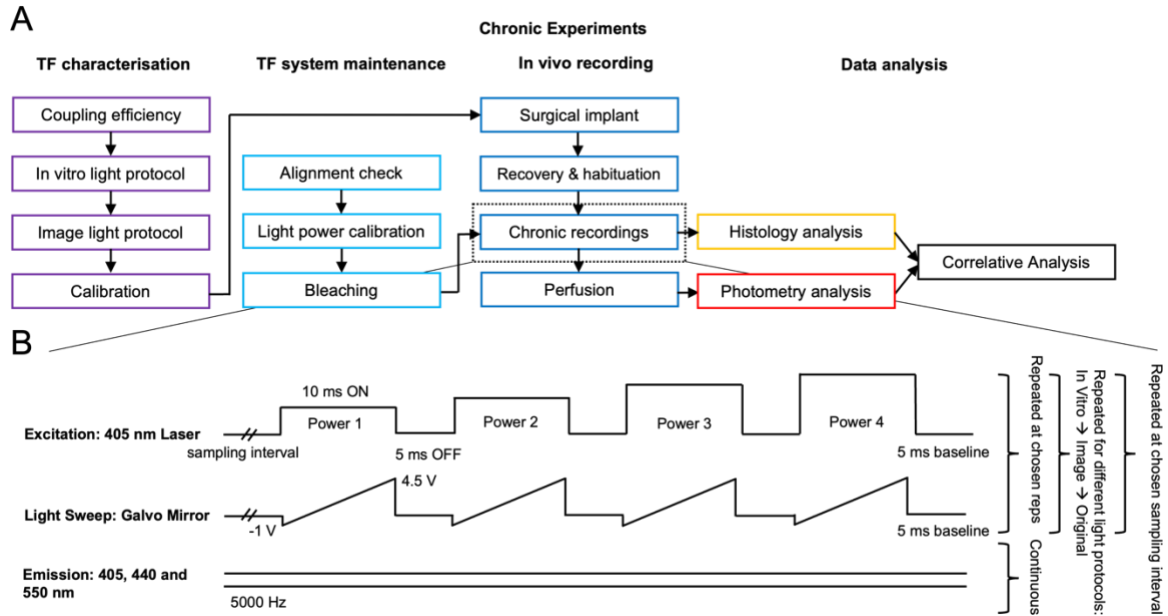 A
Chronic Experiments
TF characterisation
TF system maintenance
In vivo recording
Data analysis
Coupling efficiency
Surgical implant
In vitro light protocol
Alignment check
Recovery & habituation
Image light protocol
Light power calibration
Chronic recordings
Histology analysis
Correlative Analysis
Calibration
Bleaching
Perfusion
Photometry analysis
B
10 ms ON
Power 1
Power 2
Power 3
Power 4
Excitation: 405 nm Laser
sampling interval
5 ms OFF
5 ms baseline
4.5 V
Light Sweep: Galvo Mirror
-1 V
5 ms baseline
Emission: 405, 440 and
550 nm
5000 Hz
Repeated at chosen reps
Continuous
Repeated for different light protocols:
In Vitro → Image → Original
Repeated at chosen sampling interval